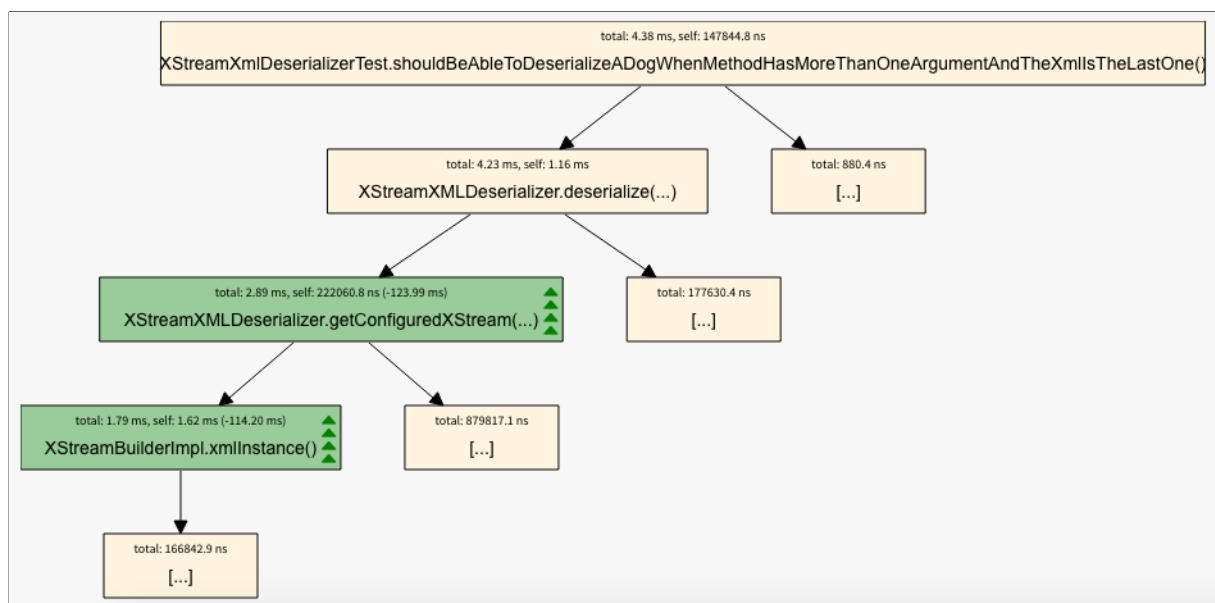 total: 4.38 ms, self: 147844.8 ns
XStreamXmlDeserializerTest.shouldBeAbleToDeserializeADogWhenMethodHasMoreThanOneArgumentAndTheXmlIsTheLastOne()
total: 4.23 ms, self: 1.16 ms
XStreamXMLDeserializer.deserialize(...)
total: 880.4 ns
[...]
total: 2.89 ms, self: 222060.8 ns (-123.99 ms)
XStreamXMLDeserializer.getConfiguredXStream(...)
total: 177630.4 ns
[...]
total: 1.79 ms, self: 1.62 ms (-114.20 ms)
XStreamBuilderImpl.xmlInstance()
total: 879817.1 ns
[...]
total: 166842.9 ns
[...]